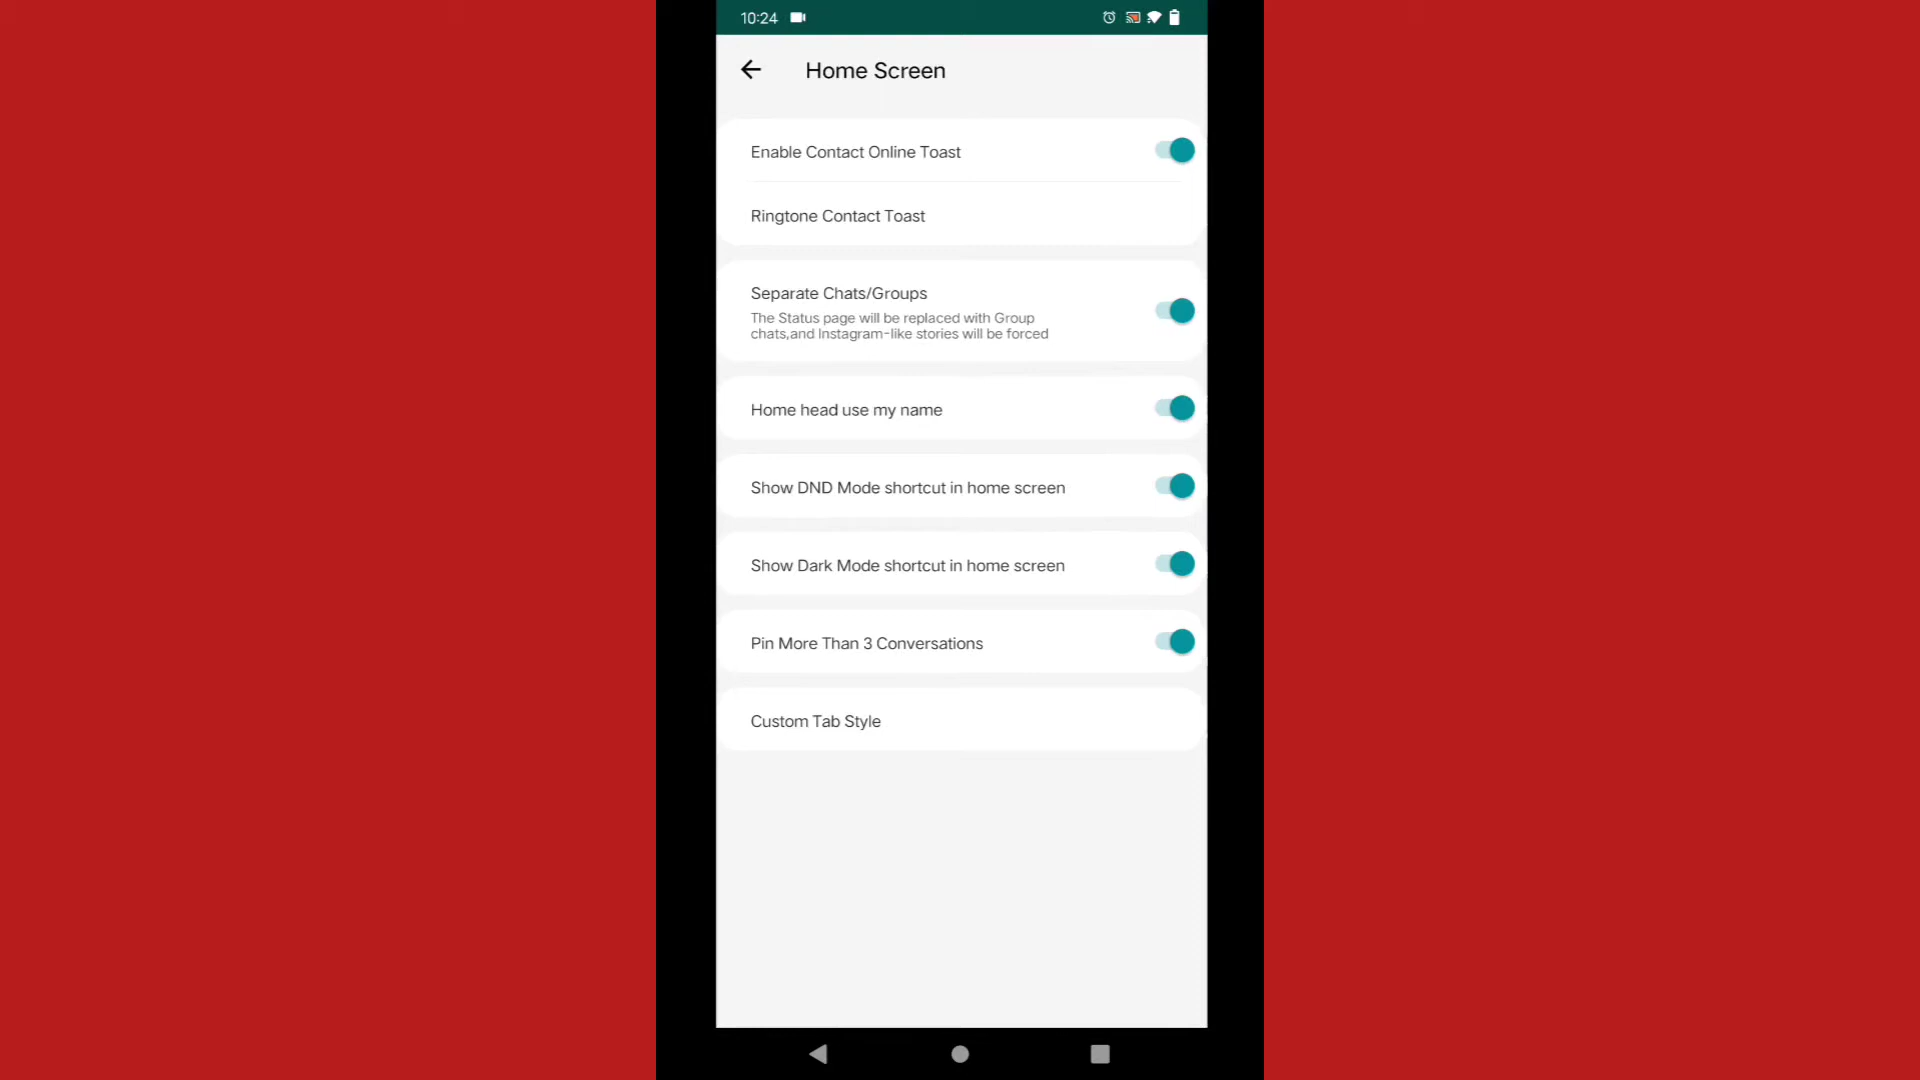 10:24
Home Screen
Enable Contact Online Toast
Ringtone Contact Toast
Separate Chats/Groups
The Status page will be replaced with Group
chats,and Instagram-like stories will be forced
Home head use my name
Show DND Mode shortcut in home screen
Show Dark Mode shortcut in home screen
Pin More Than 3 Conversations
Custom Tab Style